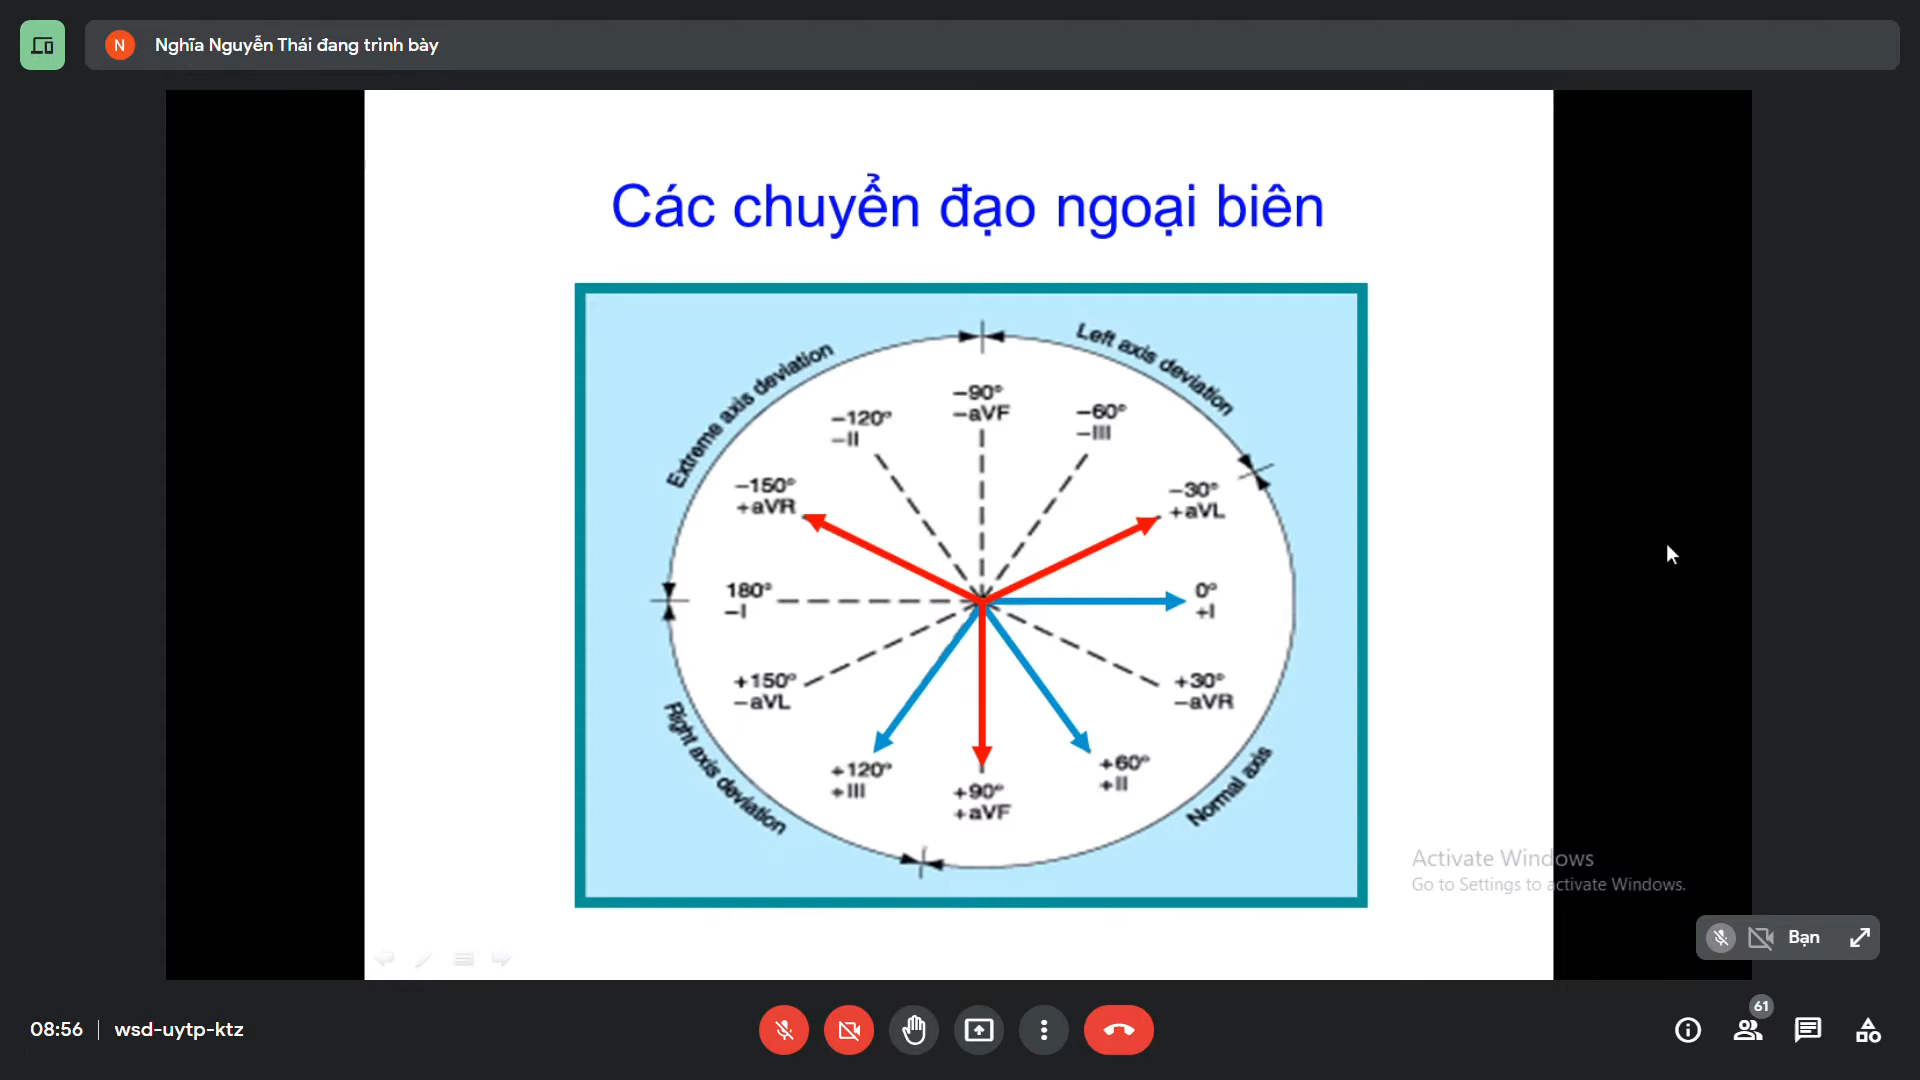 N
Nghĩa Nguyễn Thái đang trình bày
Các chuyển đạo ngoại biên
Extreme axis deviation
Left axis deviation
−90°
−aVF
−120°
−II
−60°
−III
−150°
+aVR
−30°
+aVL
180°
−I
0°
+I
+150°
−aVL
+30°
−aVR
+120°
+III
+90°
+aVF
+60°
+II
Right axis deviation
Normal axis
Activate Windows
Go to Settings to activate Windows.
Bạn
08:56 | wsd-uytp-ktz
61